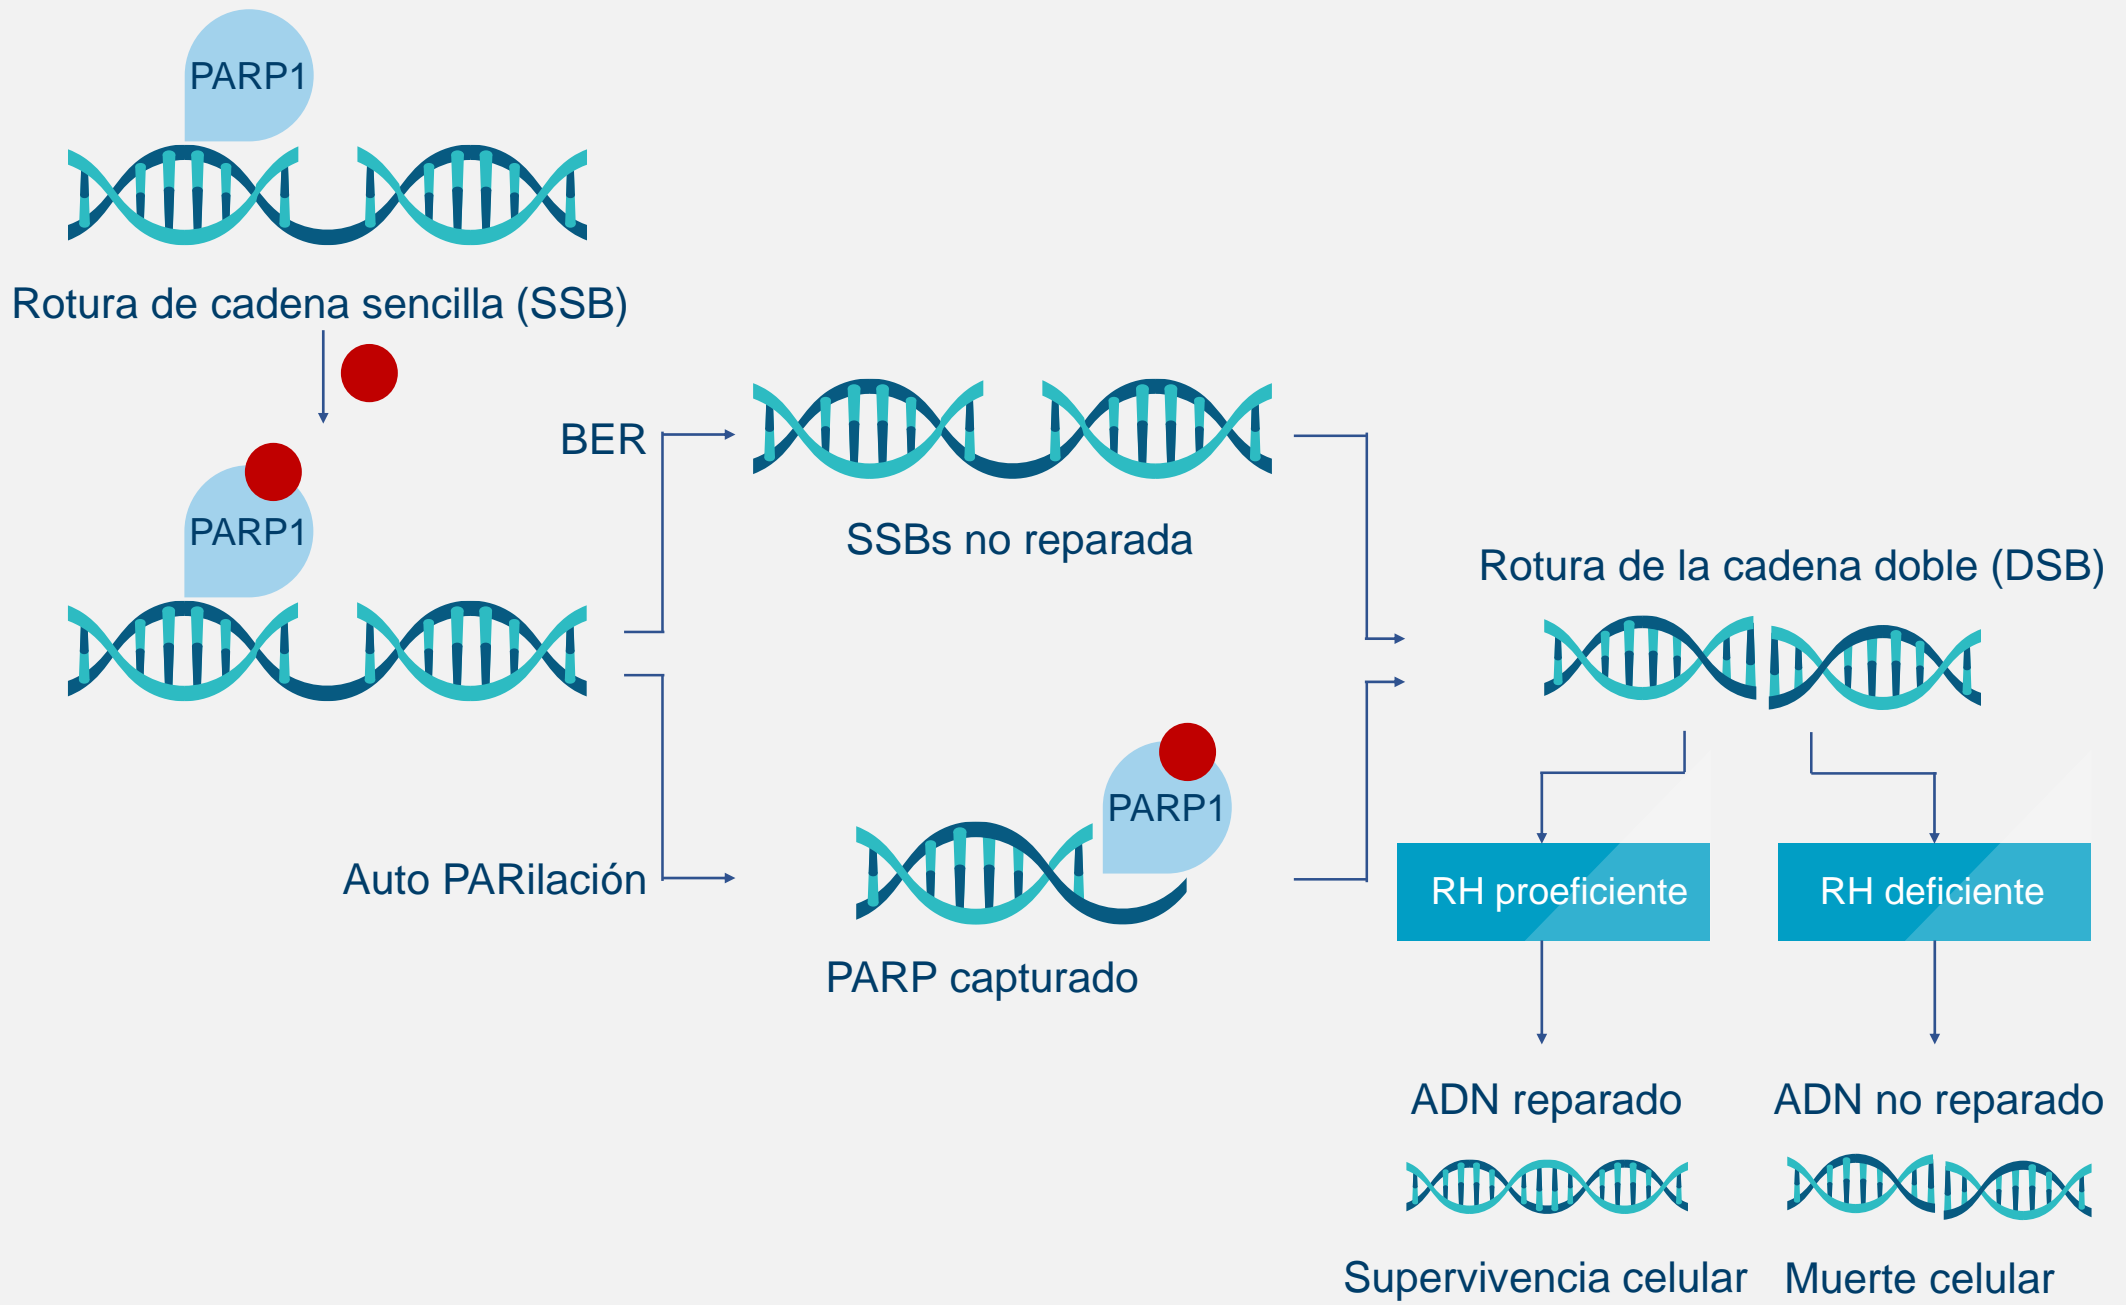 PARP1
Rotura de cadena sencilla (SSB)
PARP1
BER
SSBs no reparada
Auto PARilación
PARP1
PARP capturado
Rotura de la cadena doble (DSB)
RH proeficiente
RH deficiente
ADN reparado
ADN no reparado
Supervivencia celular
Muerte celular